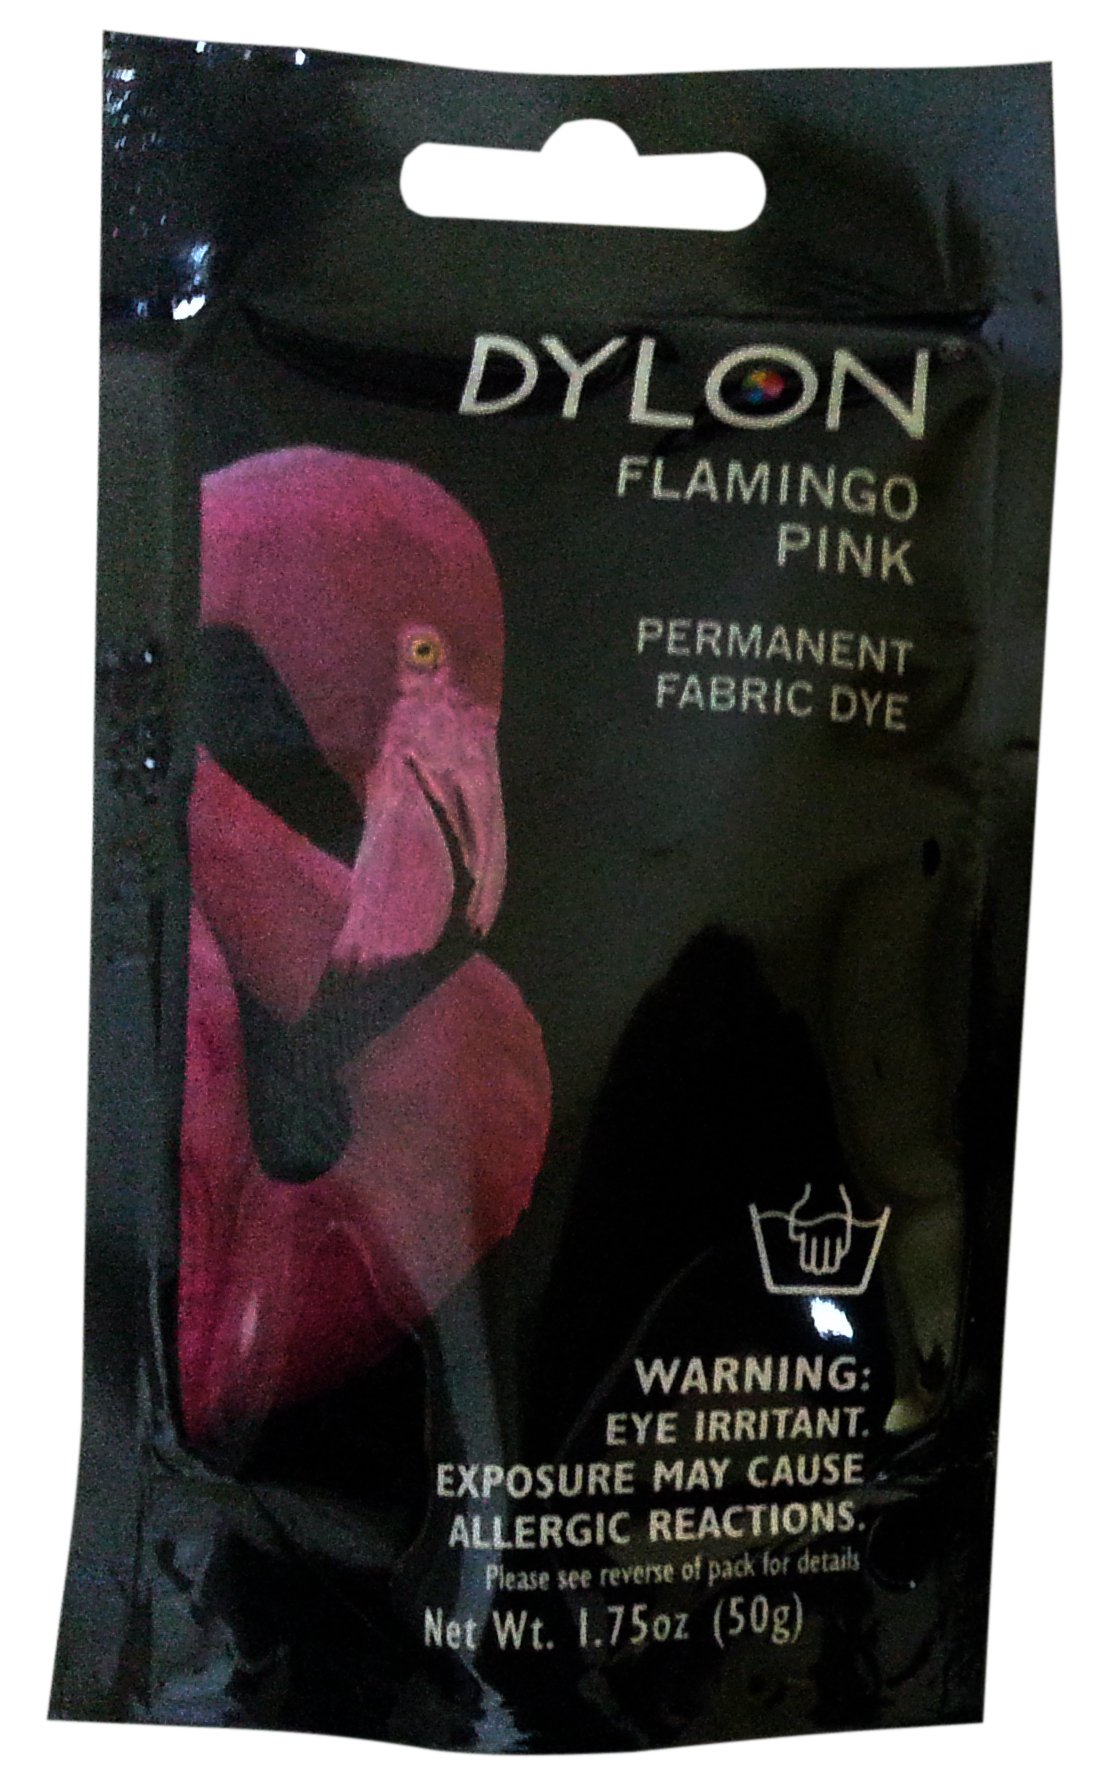 DYLON
FLAMINGO
PINK
PERMANENT
FABRIC DYE
WARNING:
EYE IRRITANT.
EXPOSURE MAY CAUSE
ALLERGIC REACTIONS.
Please see reverse of pack for details
Net Wt. 1.75oz (50g)